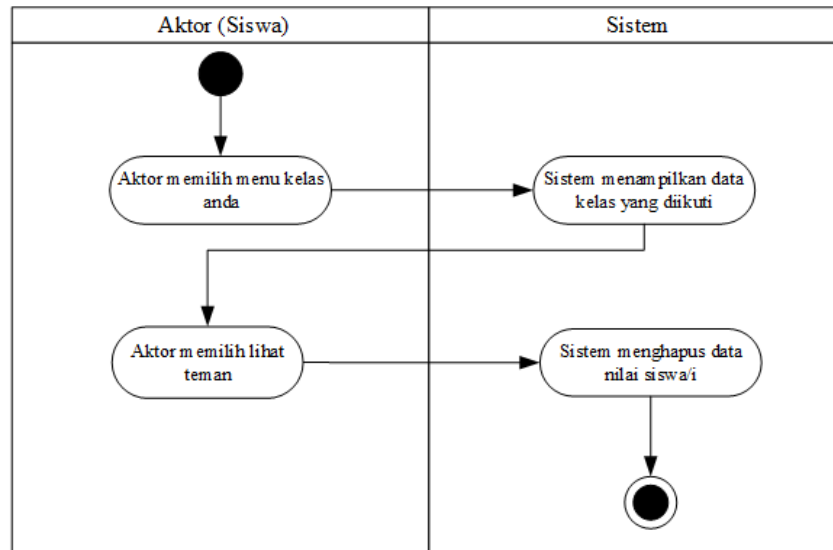 Aktor (Siswa)
Sistem
Aktor memilih menu kelas
anda
Sistem menampilkan data
kelas yang diikuti
Aktor memilih lihat
teman
Sistem menghapus data
nilai siswa/i